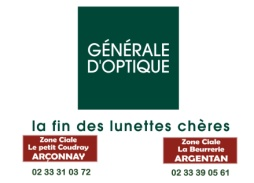 GÉNÉRALE
D'OPTIQUE
la fin des lunettes chères
Zone Ciale
Le petit Coudray
ARÇONNAY
02 33 31 03 72
Zone Ciale
La Beurrerie
ARGENTAN
02 33 39 05 61